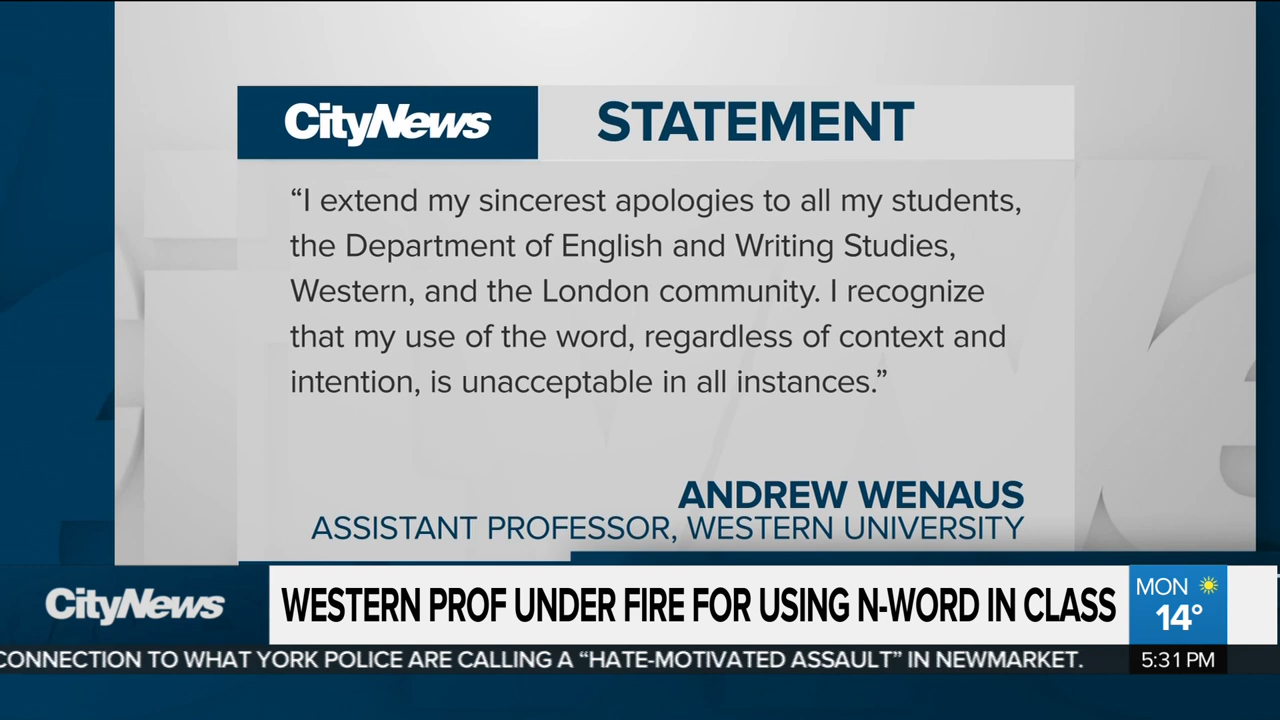 CityNews STATEMENT
“I extend my sincerest apologies to all my students,
the Department of English and Writing Studies,
Western, and the London community. I recognize
that my use of the word, regardless of context and
intention, is unacceptable in all instances.”
ANDREW WENAUS
ASSISTANT PROFESSOR, WESTERN UNIVERSITY
CityNews WESTERN PROF UNDER FIRE FOR USING N-WORD IN CLASS MON 14°
CONNECTION TO WHAT YORK POLICE ARE CALLING A “HATE-MOTIVATED ASSAULT” IN NEWMARKET. 5:31 PM